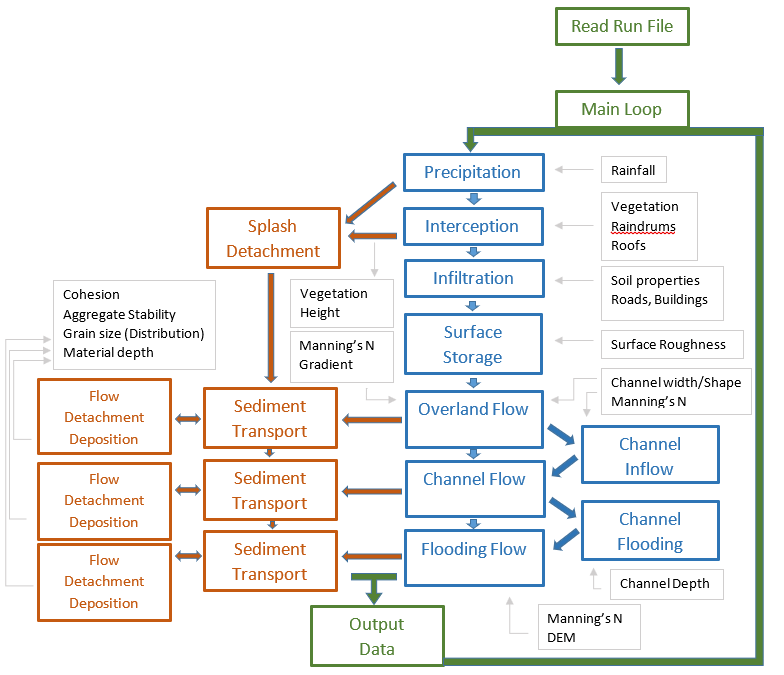 Read Run File
Main Loop
Precipitation
Rainfall
Interception
Vegetation
Raindrums
Roofs
Splash
Detachment
Infiltration
Soil properties
Roads, Buildings
Vegetation
Height
Cohesion
Aggregate Stability
Grain size (Distribution)
Material depth
Surface
Storage
Surface Roughness
Manning's N
Gradient
Channel width/Shape
Manning's N
Flow
Detachment
Deposition
Sediment
Transport
Overland Flow
Channel
Inflow
Flow
Detachment
Deposition
Sediment
Transport
Channel Flow
Channel
Flooding
Flow
Detachment
Deposition
Sediment
Transport
Flooding Flow
Channel Depth
Manning's N
DEM
Output
Data